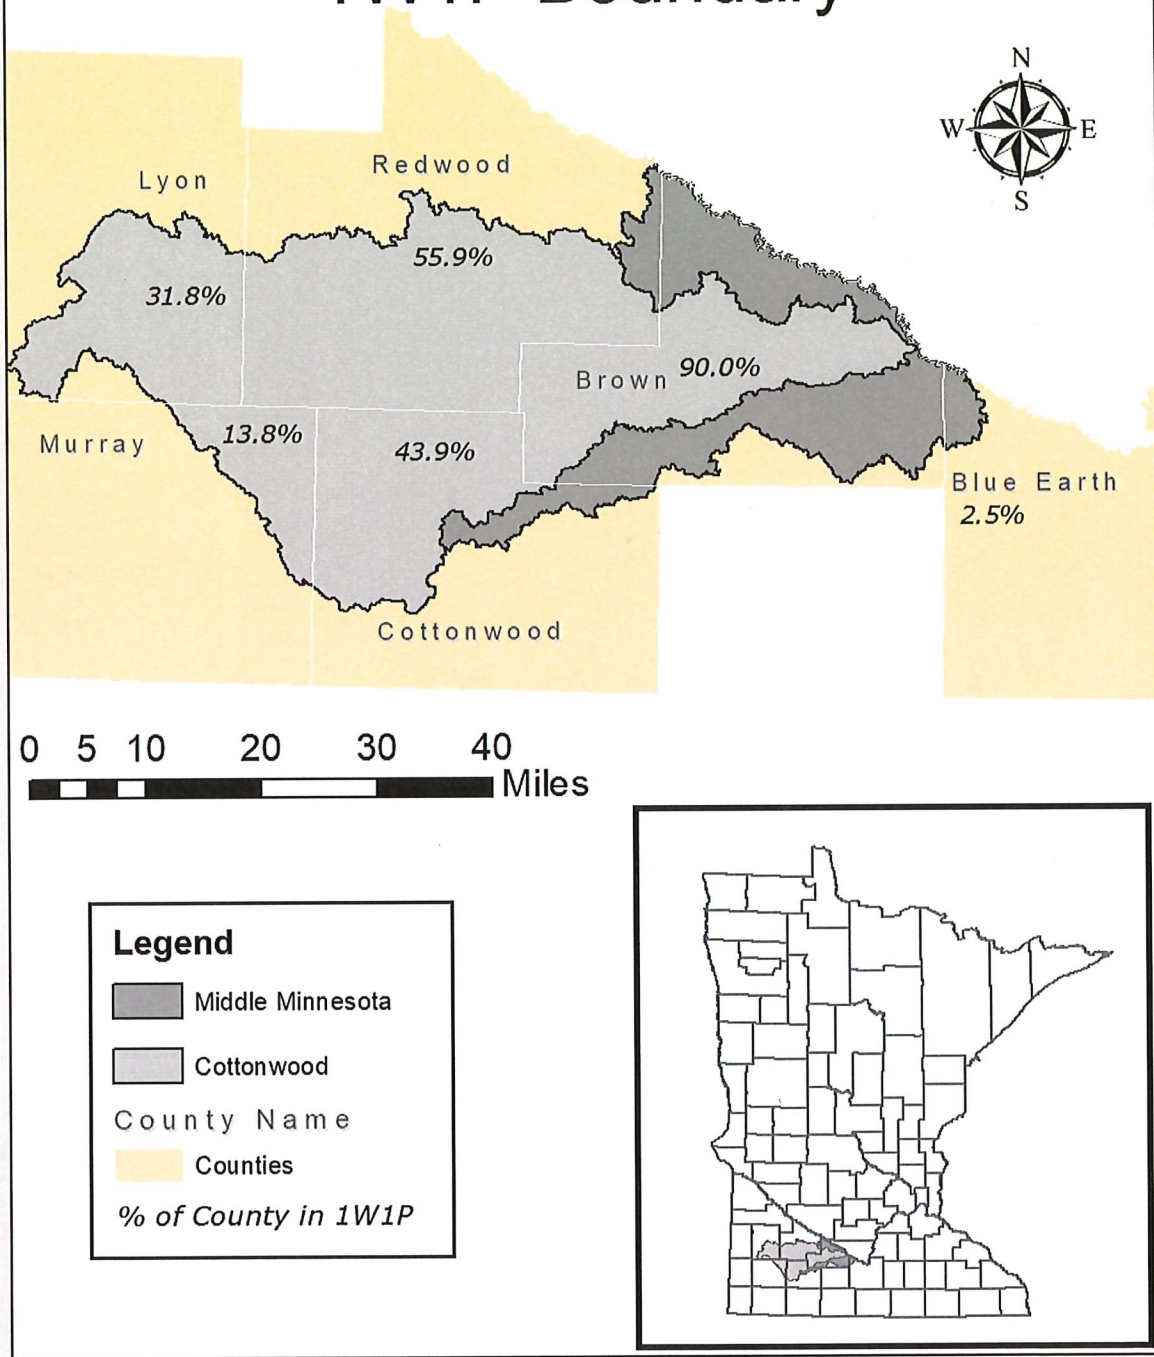 N
W E
S
Redwood
Lyon
55.9%
31.8%
90.0%
Brown
13.8%
Murray
43.9%
Blue Earth
2.5%
Cottonwood
0 5 10 20 30 40
Miles
Legend
Middle Minnesota
Cottonwood
County Name
Counties
% of County in 1W1P